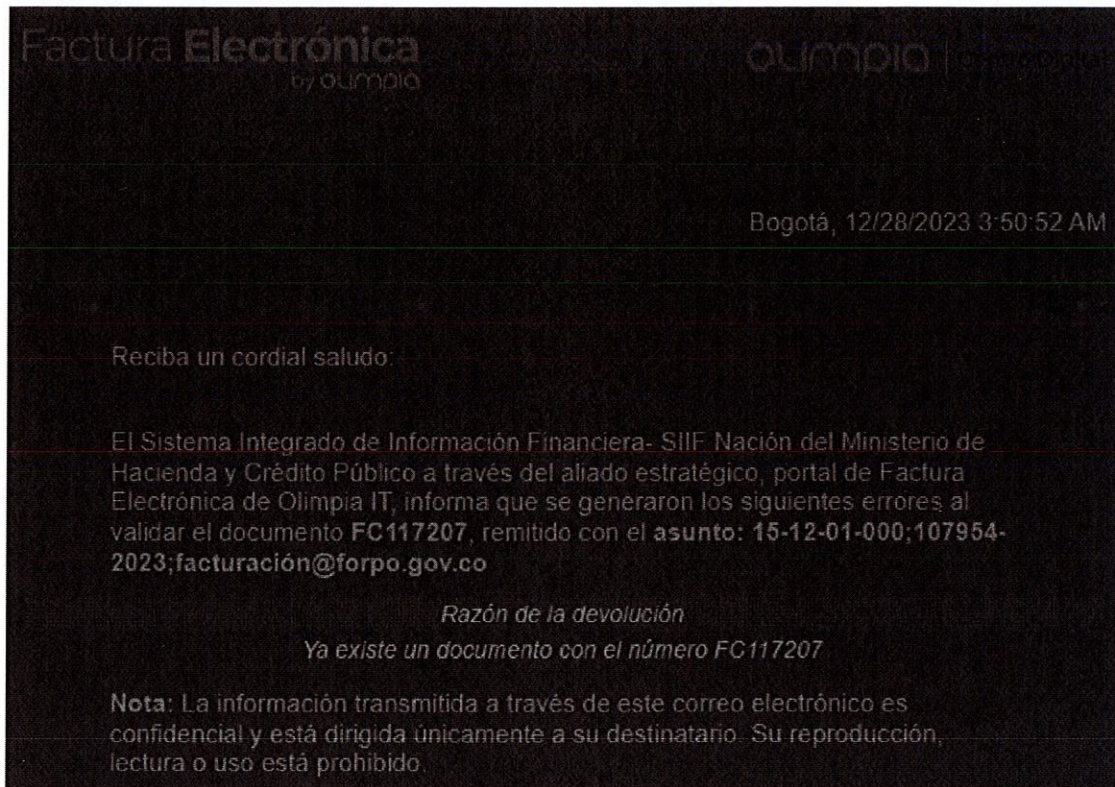 Factura Electrónica
by olimpia
olimpia
Bogotá, 12/28/2023 3:50:52 AM
Reciba un cordial saludo:
El Sistema Integrado de Información Financiera- SIIF Nación del Ministerio de
Hacienda y Crédito Público a través del aliado estratégico, portal de Factura
Electrónica de Olimpia IT, informa que se generaron los siguientes errores al
validar el documento FC117207, remitido con el asunto: 15-12-01-000;107954-
2023;facturación@forpo.gov.co
Razón de la devolución
Ya existe un documento con el número FC117207
Nota: La información transmitida a través de este correo electrónico es
confidencial y está dirigida únicamente a su destinatario. Su reproducción,
lectura o uso está prohibido.